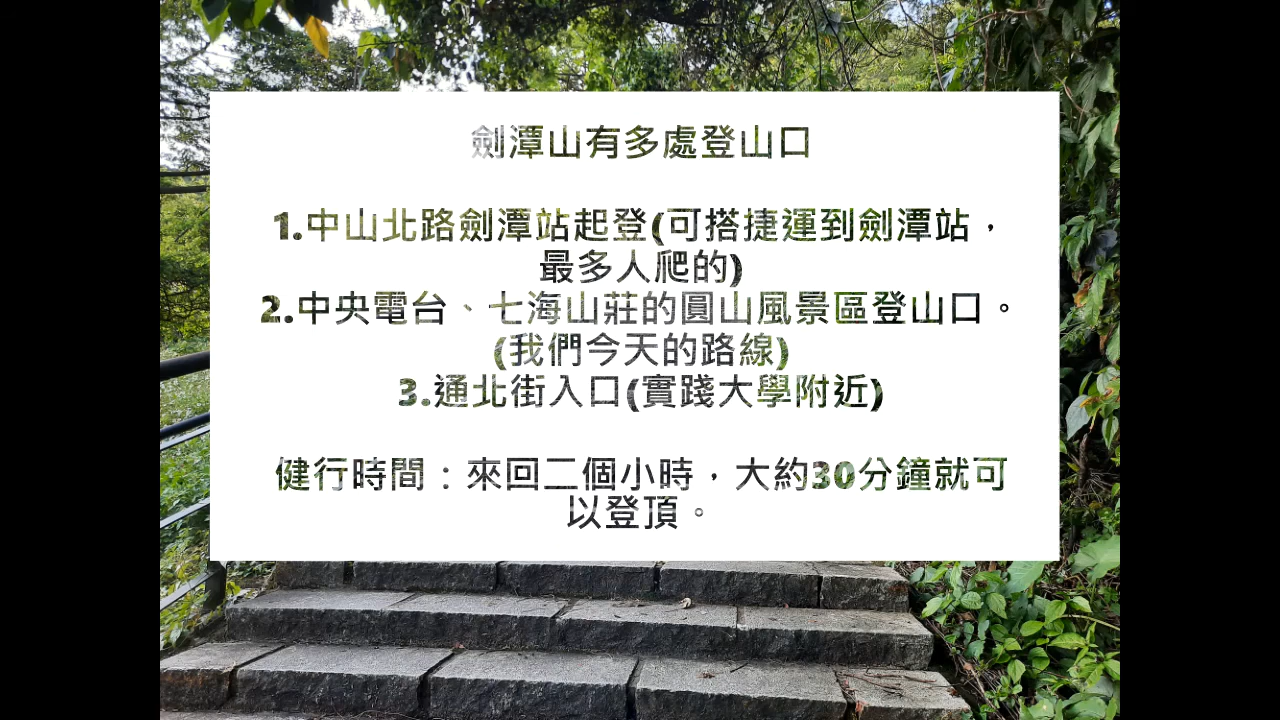 劍潭山有多處登山口
1.中山北路劍潭站起登(可搭捷運到劍潭站，
最多人爬的)
2.中央電台、七海山莊的圓山風景區登山口。
(我們今天的路線)
3.通北街入口(實踐大學附近)
健行時間：來回二個小時，大約30分鐘就可
以登頂。